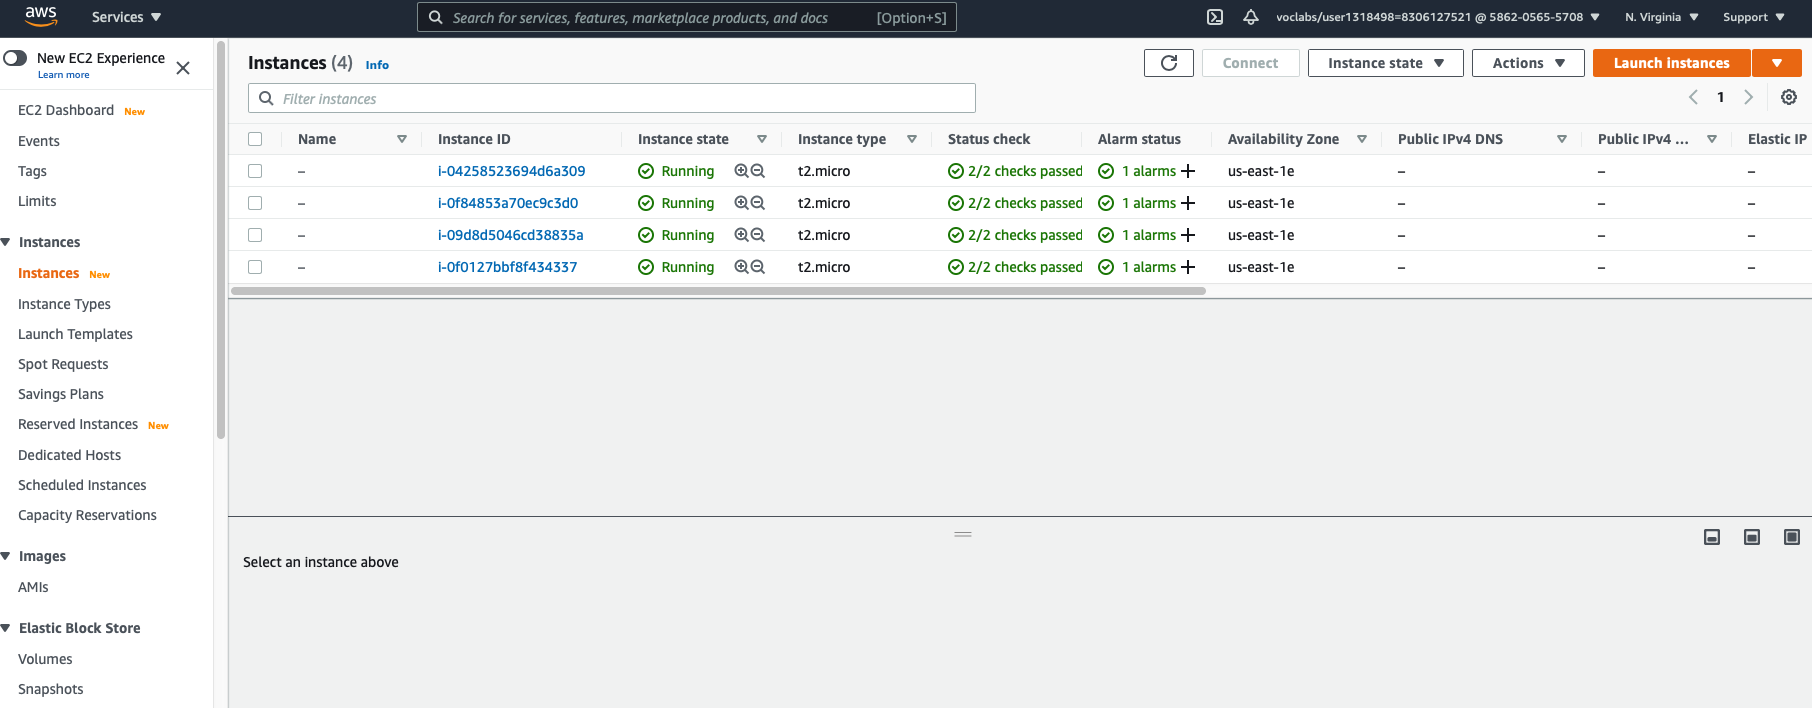 aws Services Search for services, features, marketplace products, and docs [Option+S] voclabs/user1318498=8306127521 @ 5862-0565-5708 N. Virginia Support
New EC2 Experience
Learn more
EC2 Dashboard New
Events
Tags
Limits
Instances
Instances New
Instance Types
Launch Templates
Spot Requests
Savings Plans
Reserved Instances New
Dedicated Hosts
Scheduled Instances
Capacity Reservations
Images
AMIs
Elastic Block Store
Volumes
Snapshots
Instances (4) Info Connect Instance state Actions Launch instances
Filter instances
1
Name Instance ID Instance state Instance type Status check Alarm status Availability Zone Public IPv4 DNS Public IPv4 ... Elastic IP
– i-04258523694d6a309 Running t2.micro 2/2 checks passed 1 alarms + us-east-1e – – –
– i-0f84853a70ec9c3d0 Running t2.micro 2/2 checks passed 1 alarms + us-east-1e – – –
– i-09d8d5046cd38835a Running t2.micro 2/2 checks passed 1 alarms + us-east-1e – – –
– i-0f0127bbf8f434337 Running t2.micro 2/2 checks passed 1 alarms + us-east-1e – – –
Select an instance above